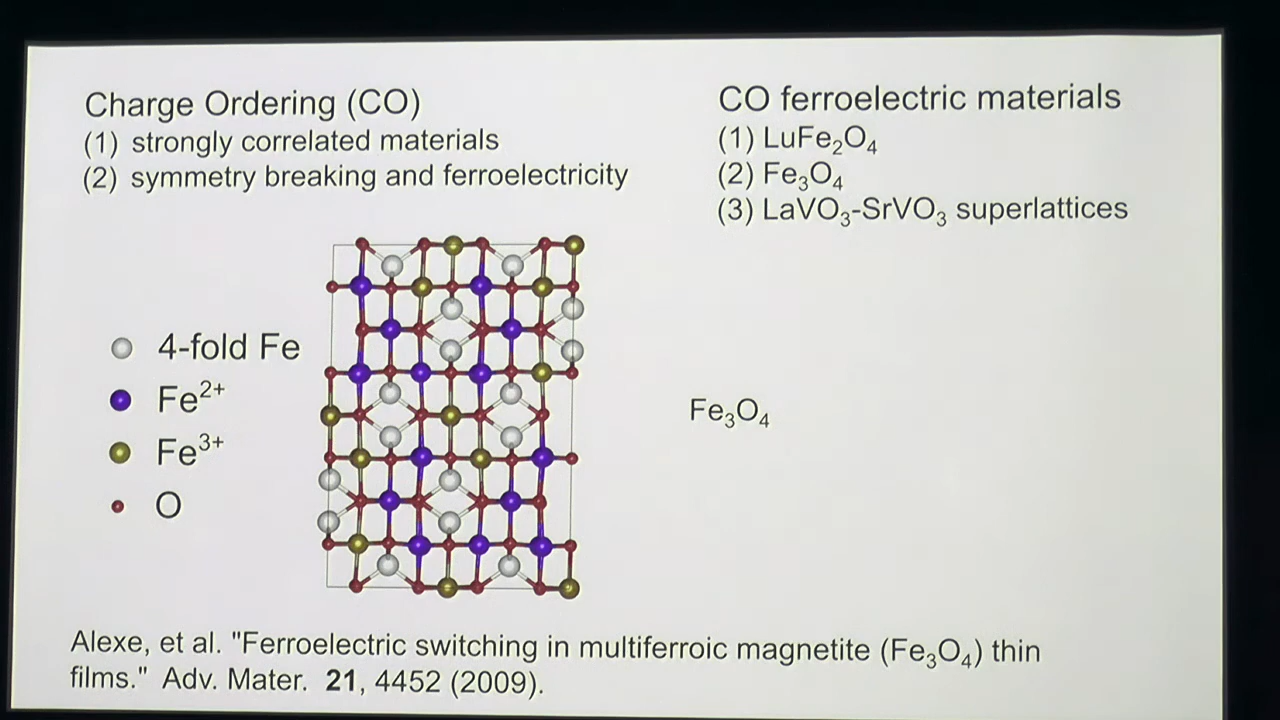 Charge Ordering (CO)
(1) strongly correlated materials
(2) symmetry breaking and ferroelectricity
CO ferroelectric materials
(1) LuFe₂O₄
(2) Fe₃O₄
(3) LaVO₃-SrVO₃ superlattices
4-fold Fe
Fe²⁺
Fe³⁺
O
Fe₃O₄
Alexe, et al. "Ferroelectric switching in multiferroic magnetite (Fe₃O₄) thin
films." Adv. Mater. 21, 4452 (2009).